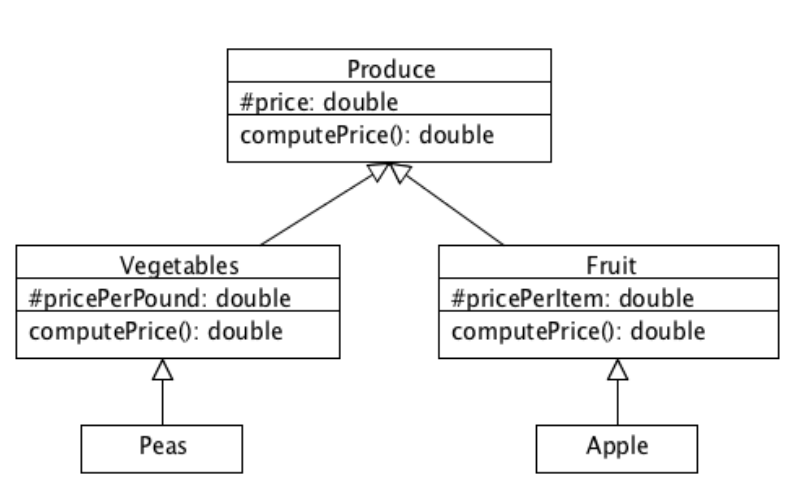 Produce
#price: double
computePrice(): double
Vegetables
#pricePerPound: double
computePrice(): double
Fruit
#pricePerItem: double
computePrice(): double
Peas
Apple